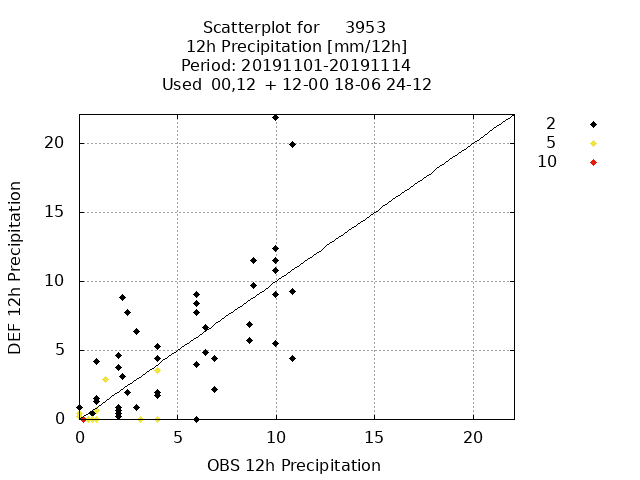 Scatterplot for 3953
12h Precipitation [mm/12h]
Period: 20191101-20191114
Used 00,12 + 12-00 18-06 24-12
2
5
10
20
15
10
5
0
DEF 12h Precipitation
0 5 10 15 20
OBS 12h Precipitation